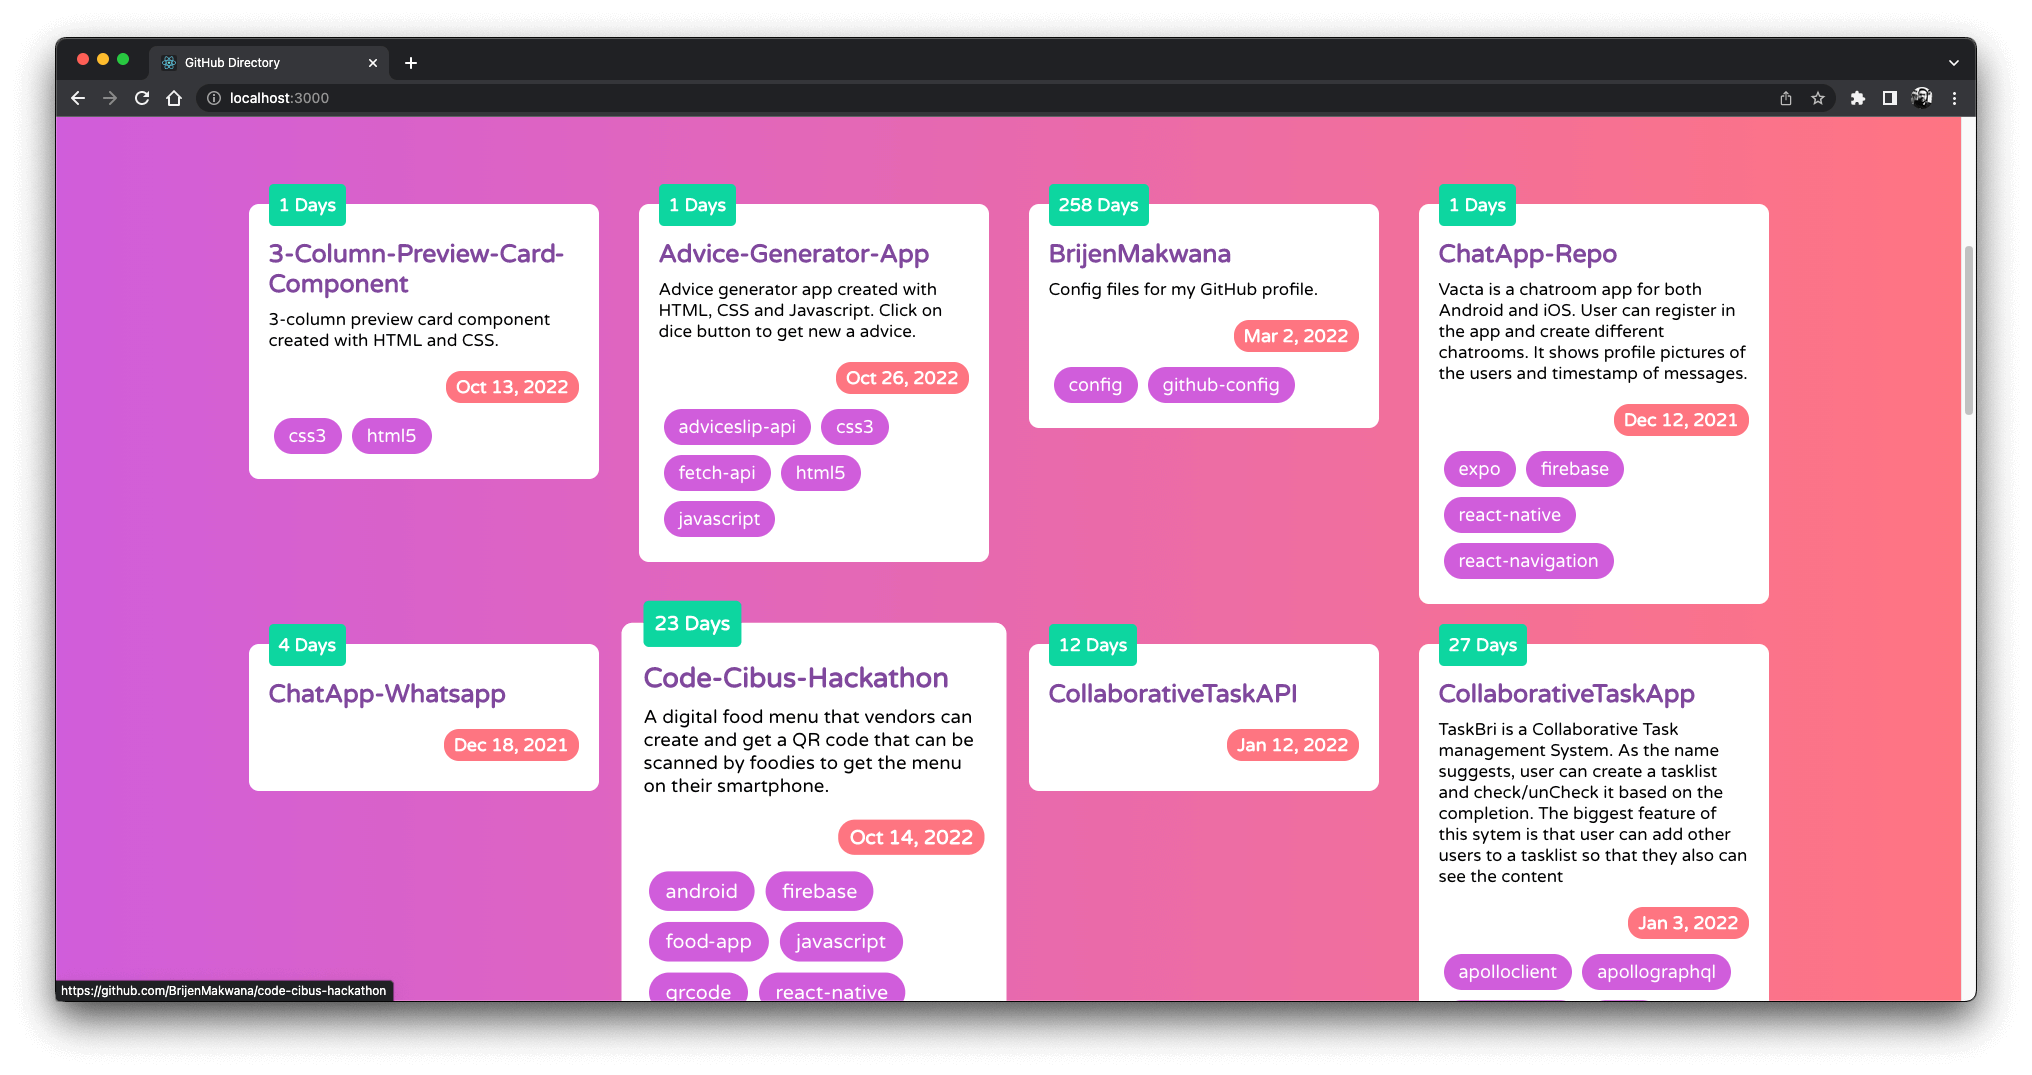 GitHub Directory
localhost:3000
1 Days
3-Column-Preview-Card-
Component
3-column preview card component
created with HTML and CSS.
Oct 13, 2022
css3 html5
1 Days
Advice-Generator-App
Advice generator app created with
HTML, CSS and Javascript. Click on
dice button to get new a advice.
Oct 26, 2022
adviceslip-api css3
fetch-api html5
javascript
258 Days
BrijenMakwana
Config files for my GitHub profile.
Mar 2, 2022
config github-config
1 Days
ChatApp-Repo
Vacta is a chatroom app for both
Android and iOS. User can register in
the app and create different
chatrooms. It shows profile pictures of
the users and timestamp of messages.
Dec 12, 2021
expo firebase
react-native
react-navigation
4 Days
ChatApp-Whatsapp
Dec 18, 2021
23 Days
Code-Cibus-Hackathon
A digital food menu that vendors can
create and get a QR code that can be
scanned by foodies to get the menu
on their smartphone.
Oct 14, 2022
android firebase
food-app javascript
qrcode react-native
12 Days
CollaborativeTaskAPI
Jan 12, 2022
27 Days
CollaborativeTaskApp
TaskBri is a Collaborative Task
management System. As the name
suggests, user can create a tasklist
and check/unCheck it based on the
completion. The biggest feature of
this sytem is that user can add other
users to a tasklist so that they also can
see the content
Jan 3, 2022
apolloclient apollographql
https://github.com/BrijenMakwana/code-cibus-hackathon